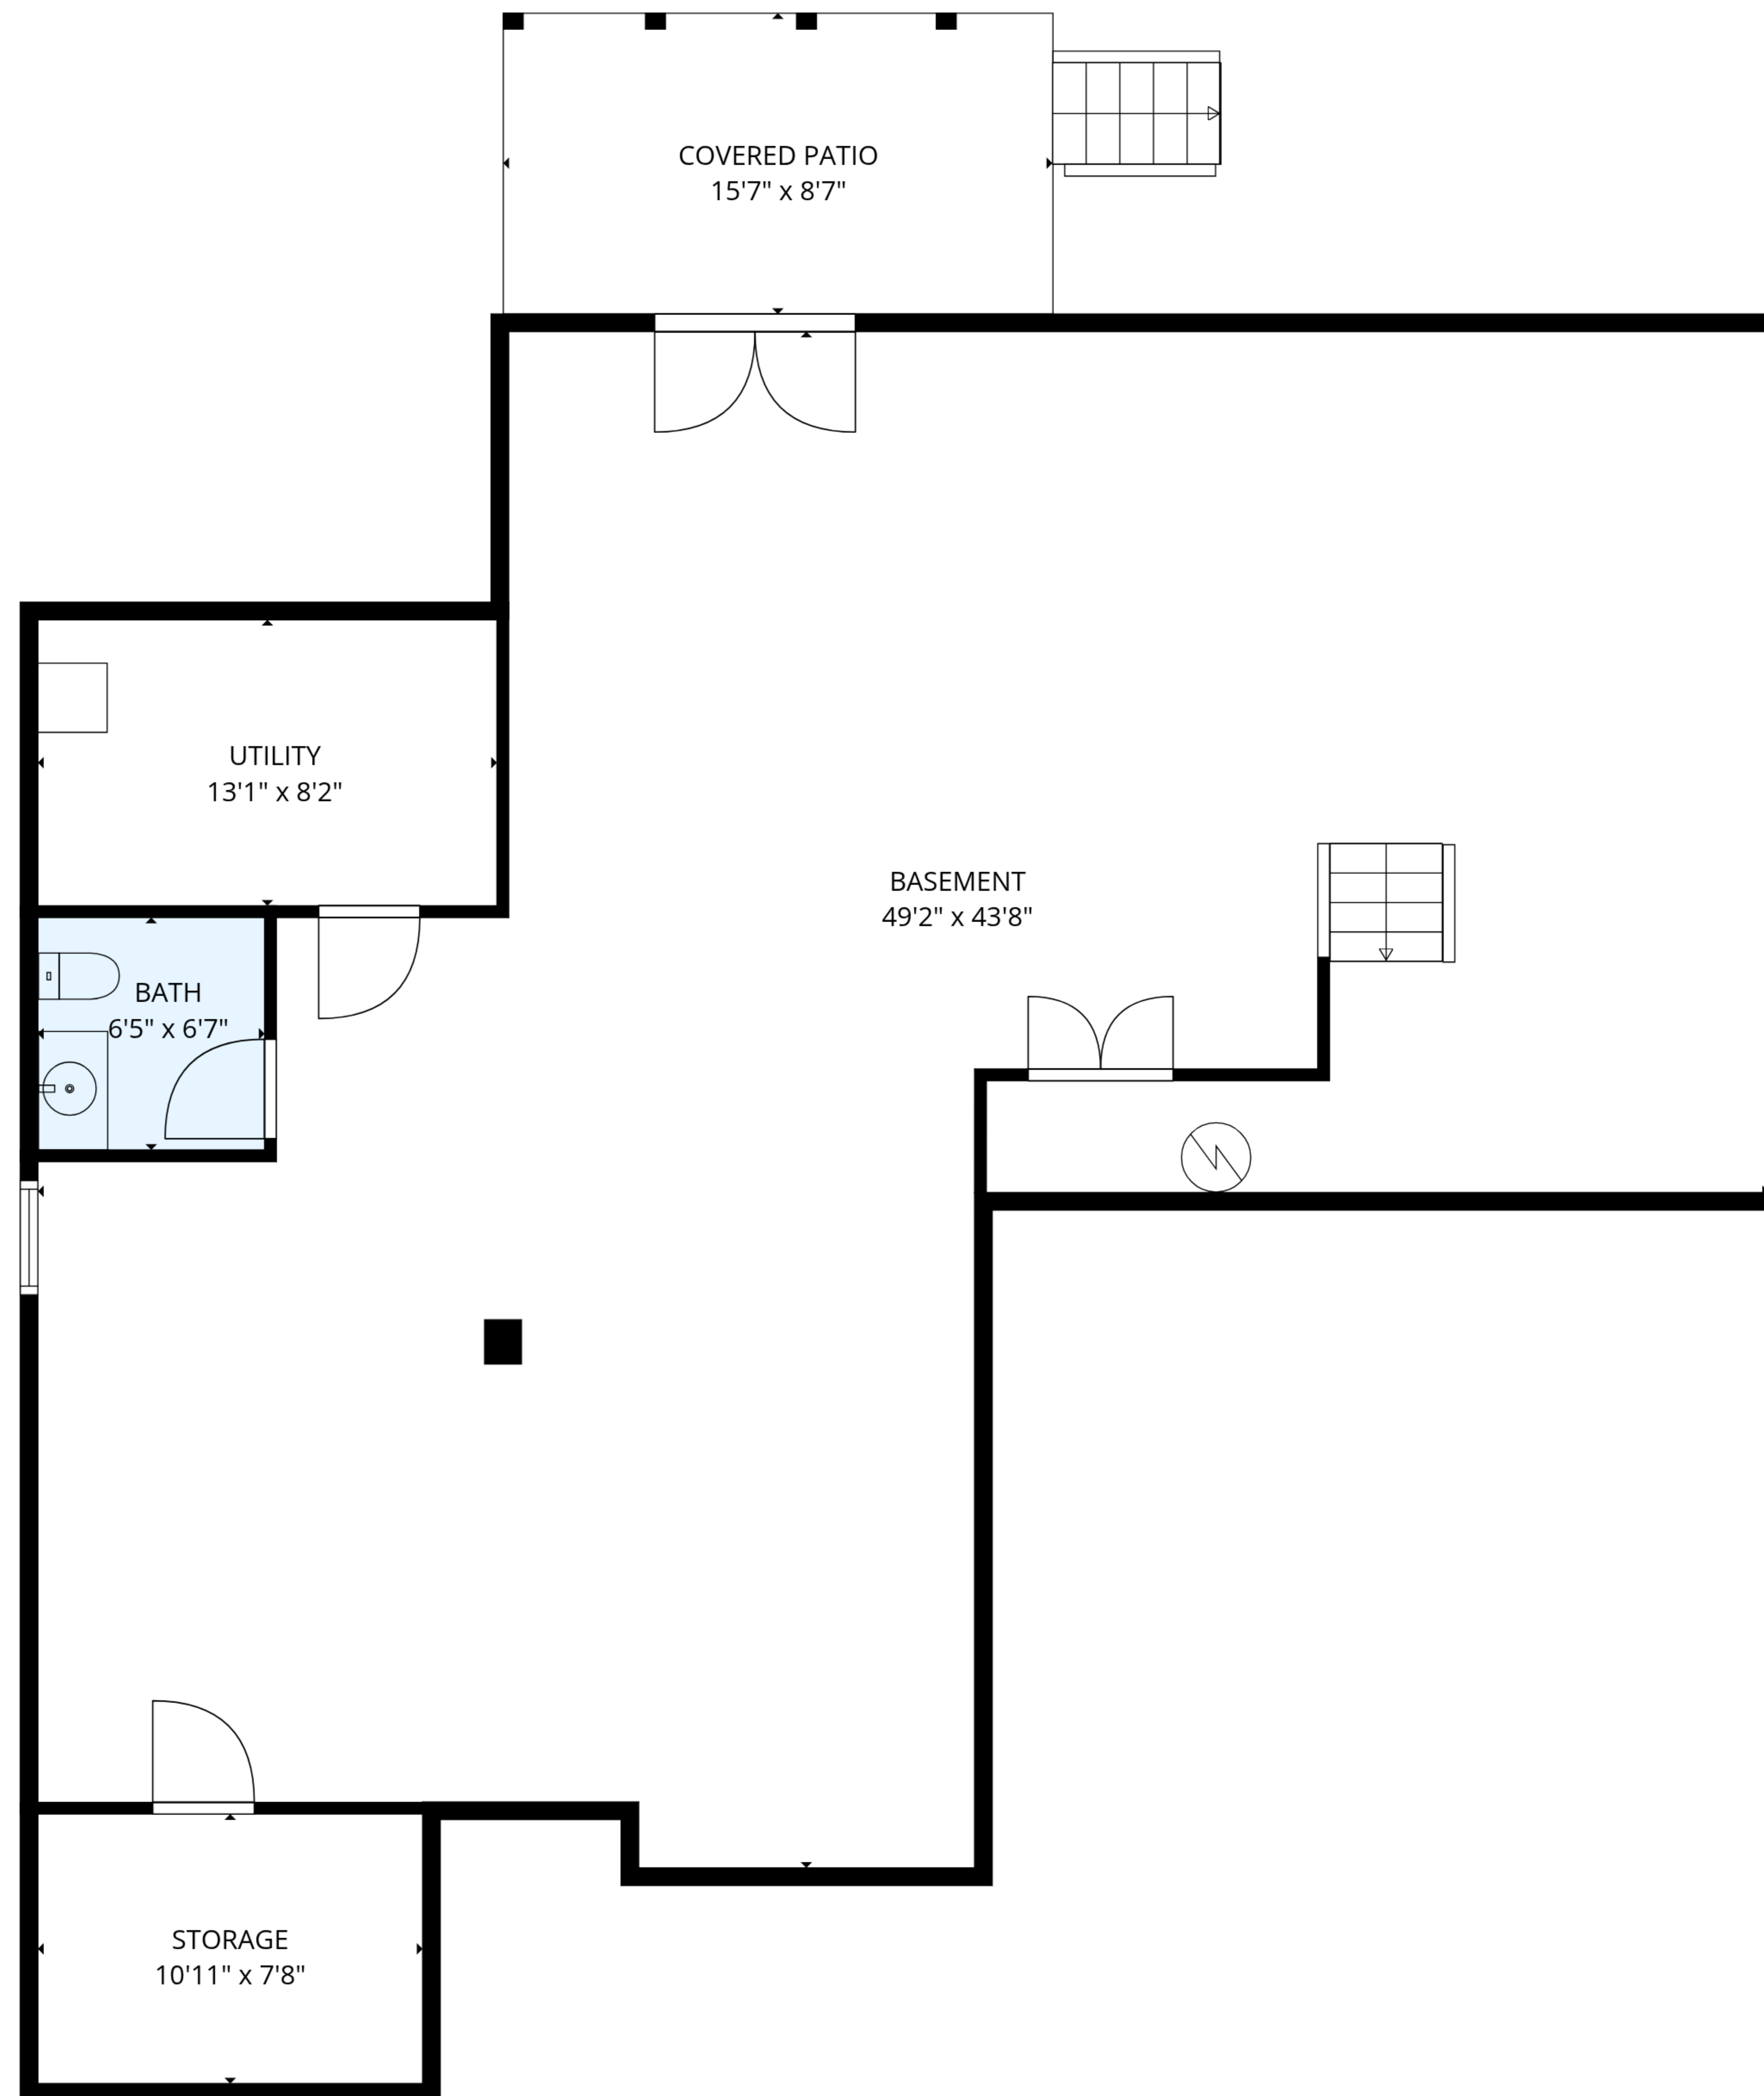 COVERED PATIO
15'7" x 8'7"
UTILITY
13'1" x 8'2"
BASEMENT
49'2" x 43'8"
BATH
6'5" x 6'7"
STORAGE
10'11" x 7'8"